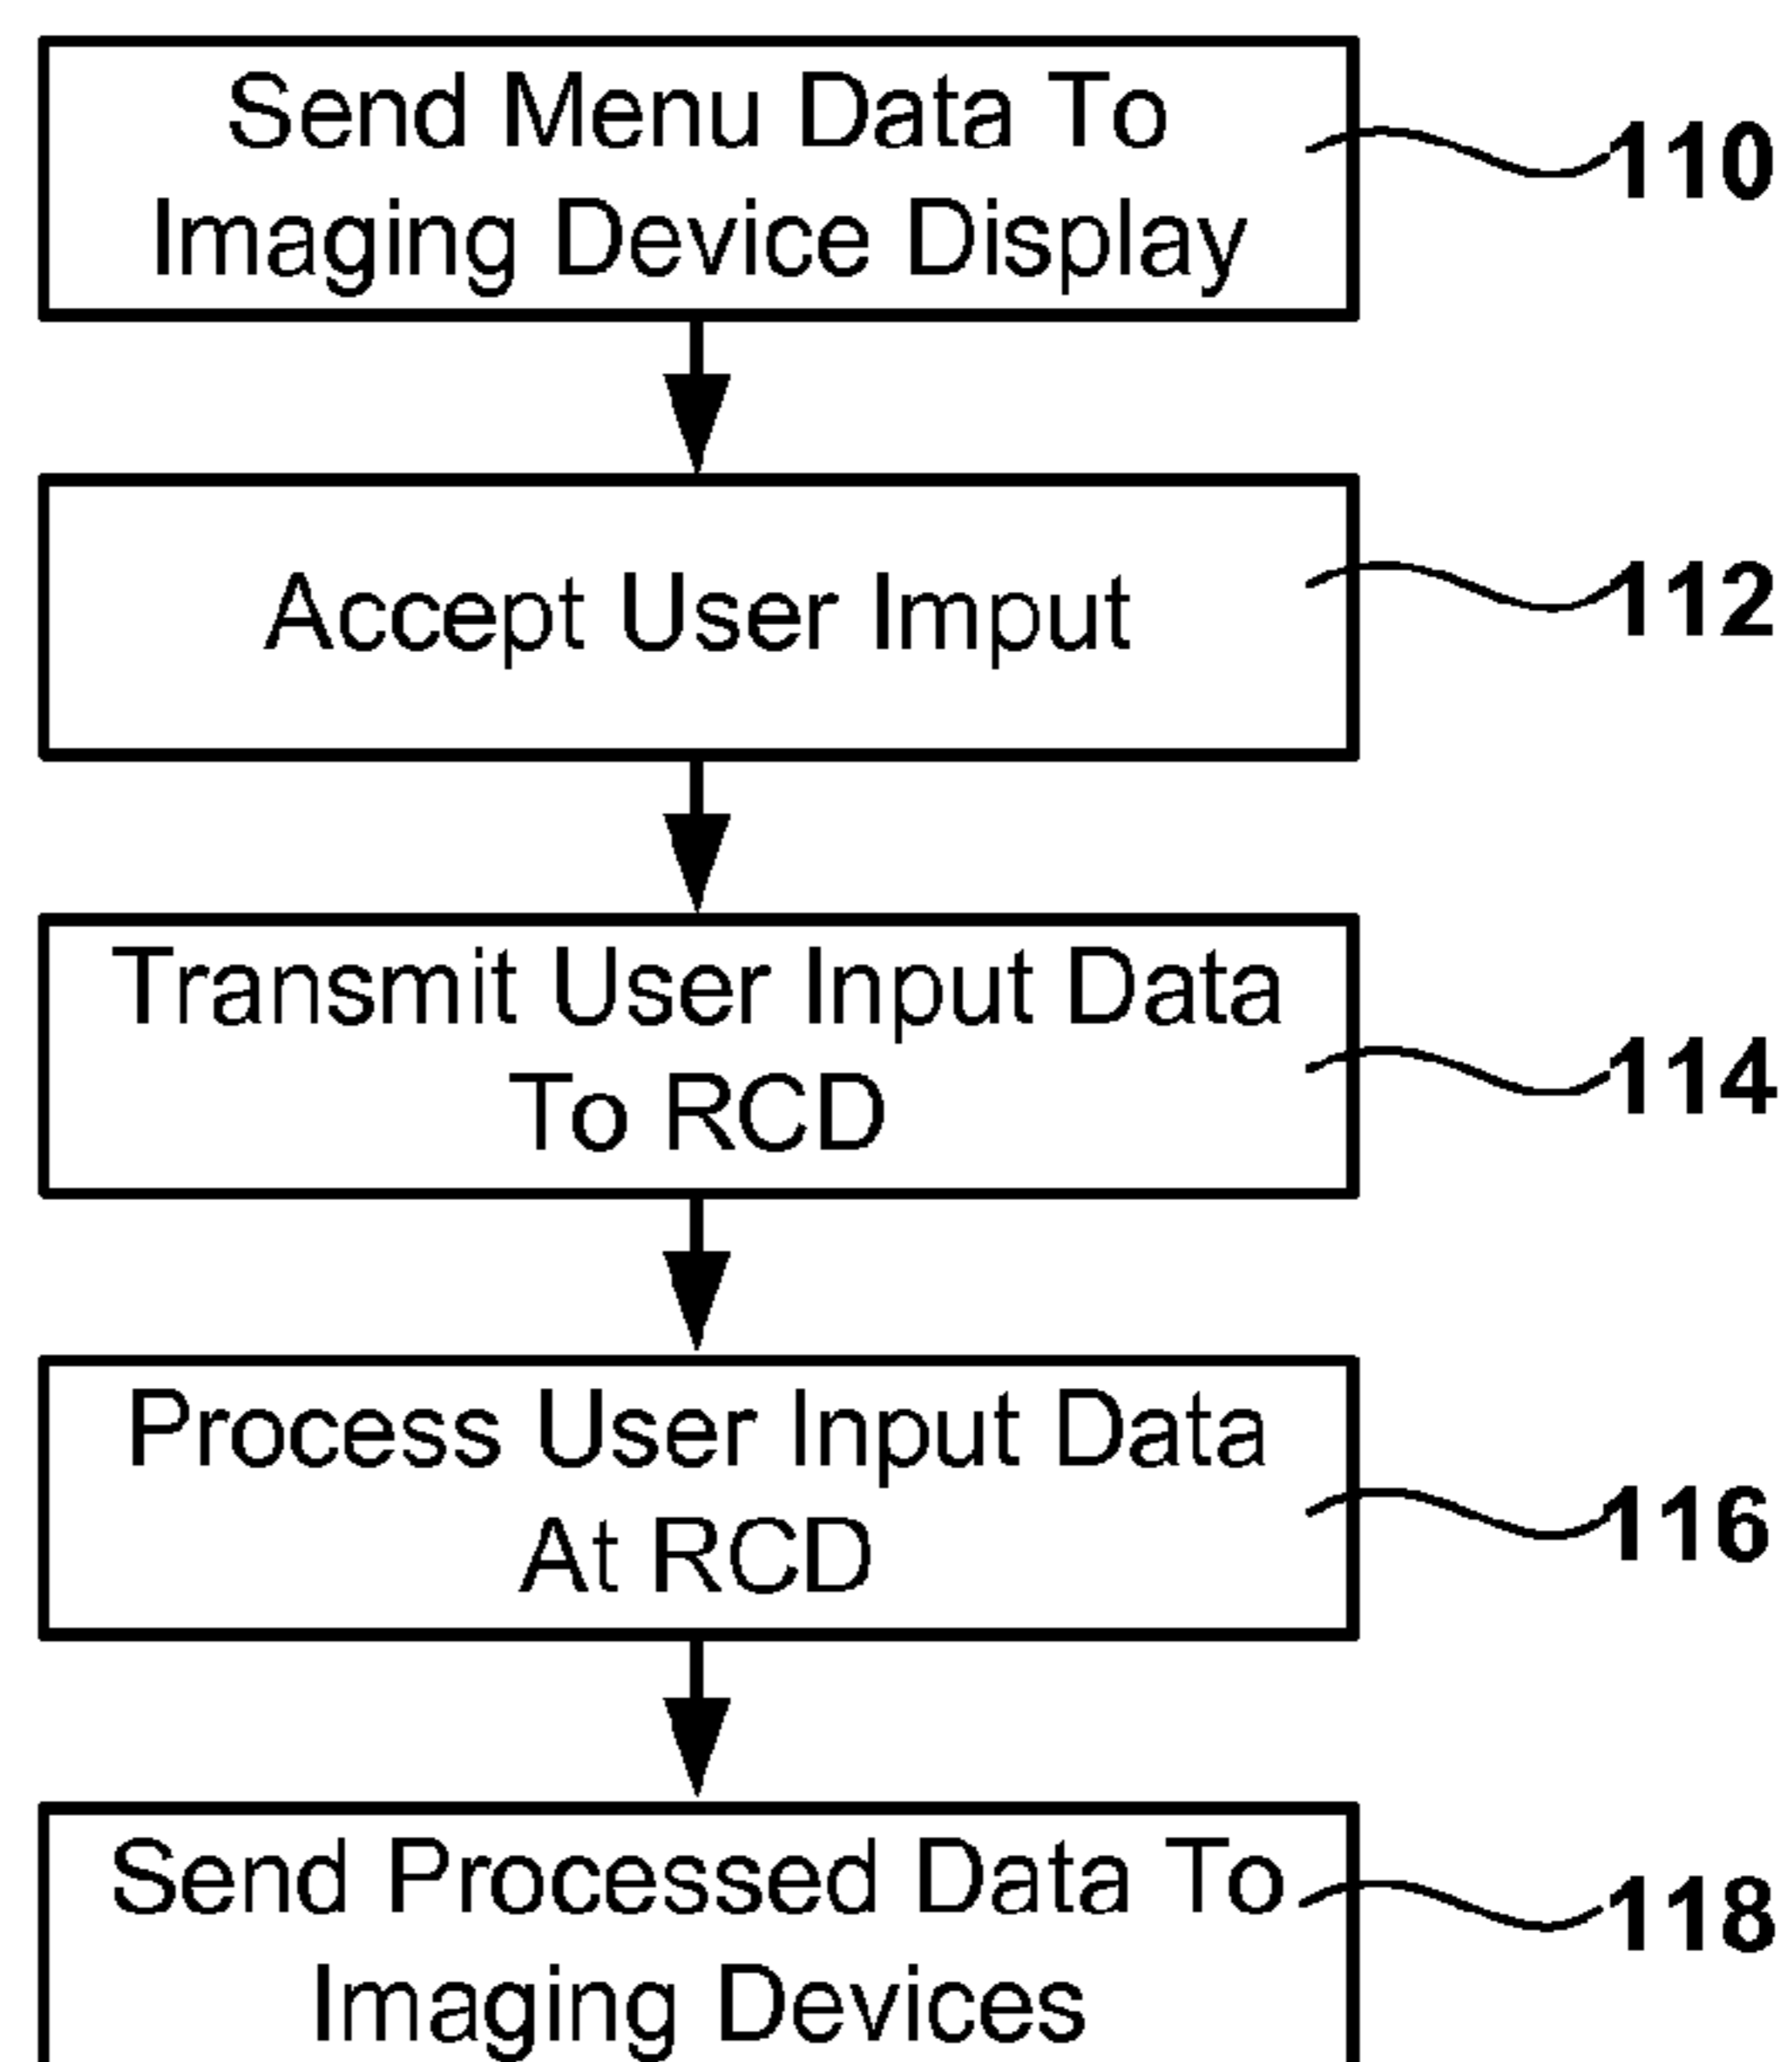 Send Menu Data To
Imaging Device Display
110
Accept User Imput
112
Transmit User Input Data
To RCD
114
Process User Input Data
At RCD
116
Send Processed Data To
Imaging Devices
118